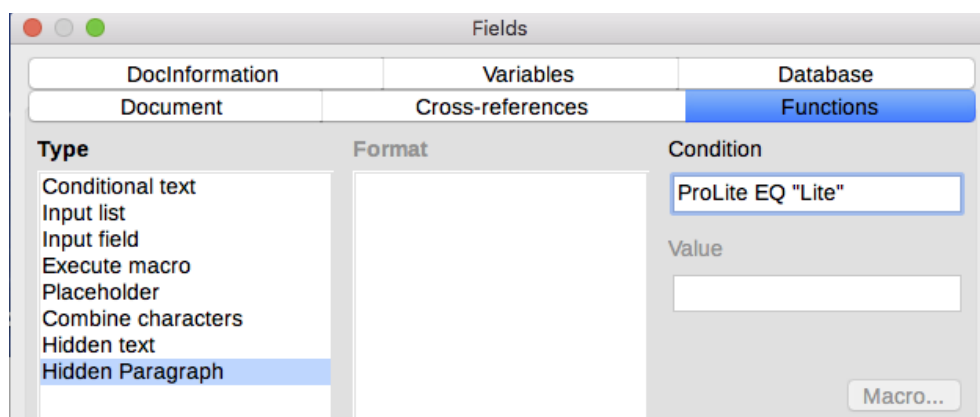 Fields
DocInformation Variables Database
Document Cross-references Functions
Type Format Condition
Conditional text
Input list
Input field
Execute macro
Placeholder
Combine characters
Hidden text
Hidden Paragraph
ProLite EQ "Lite"
Value
Macro...